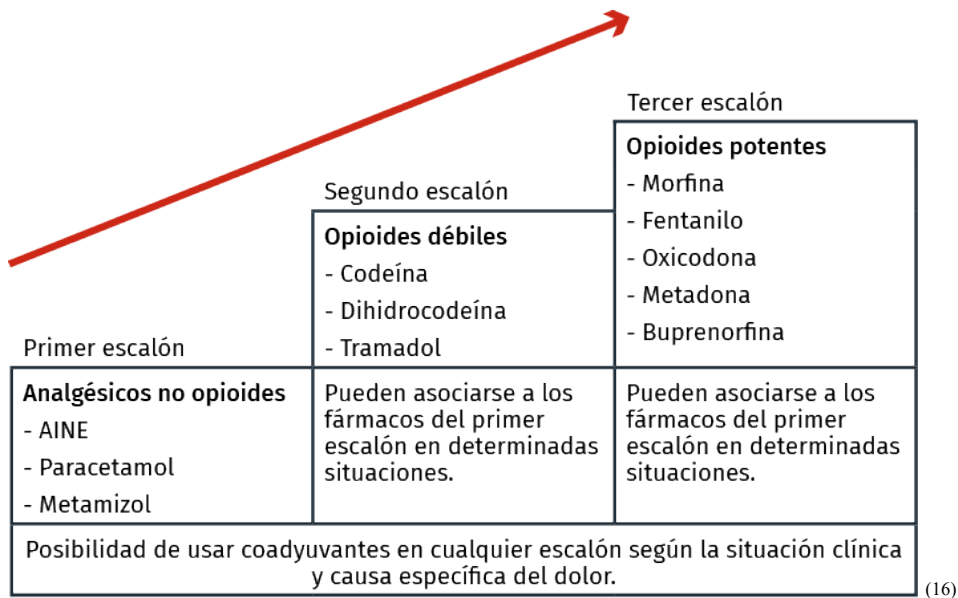 Tercer escalón
Opioides potentes
- Morfina
- Fentanilo
- Oxicodona
- Metadona
- Buprenorfina
Segundo escalón
Opioides débiles
- Codeína
- Dihidrocodeína
- Tramadol
Primer escalón
Analgésicos no opioides
- AINE
- Paracetamol
- Metamizol
Pueden asociarse a los
fármacos del primer
escalón en determinadas
situaciones.
Pueden asociarse a los
fármacos del primer
escalón en determinadas
situaciones.
Posibilidad de usar coadyuvantes en cualquier escalón según la situación clínica
y causa específica del dolor.
(16)